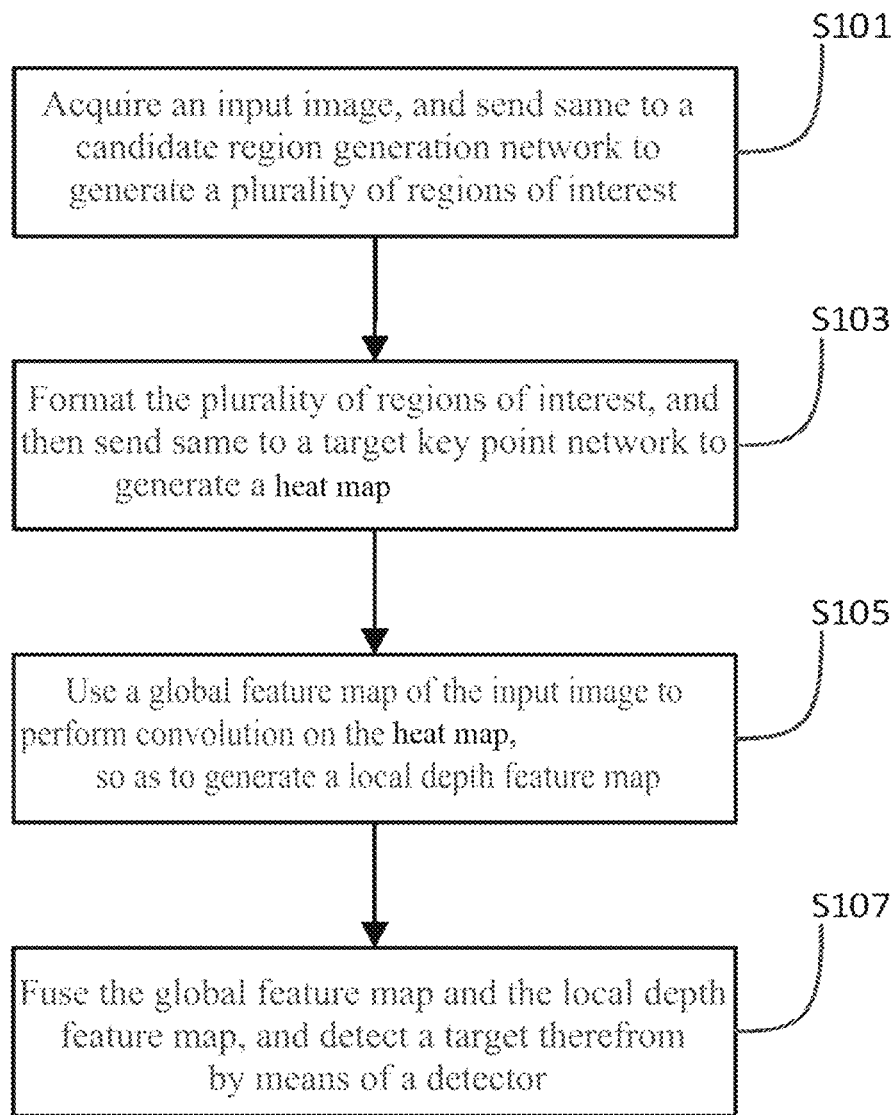 S101
Acquire an input image, and send same to a
candidate region generation network to
generate a plurality of regions of interest
S103
Format the plurality of regions of interest, and
then send same to a target key point network to
generate a heat map
S105
Use a global feature map of the input image to
perform convolution on the heat map,
so as to generate a local depth feature map
S107
Fuse the global feature map and the local depth
feature map, and detect a target therefrom
by means of a detector